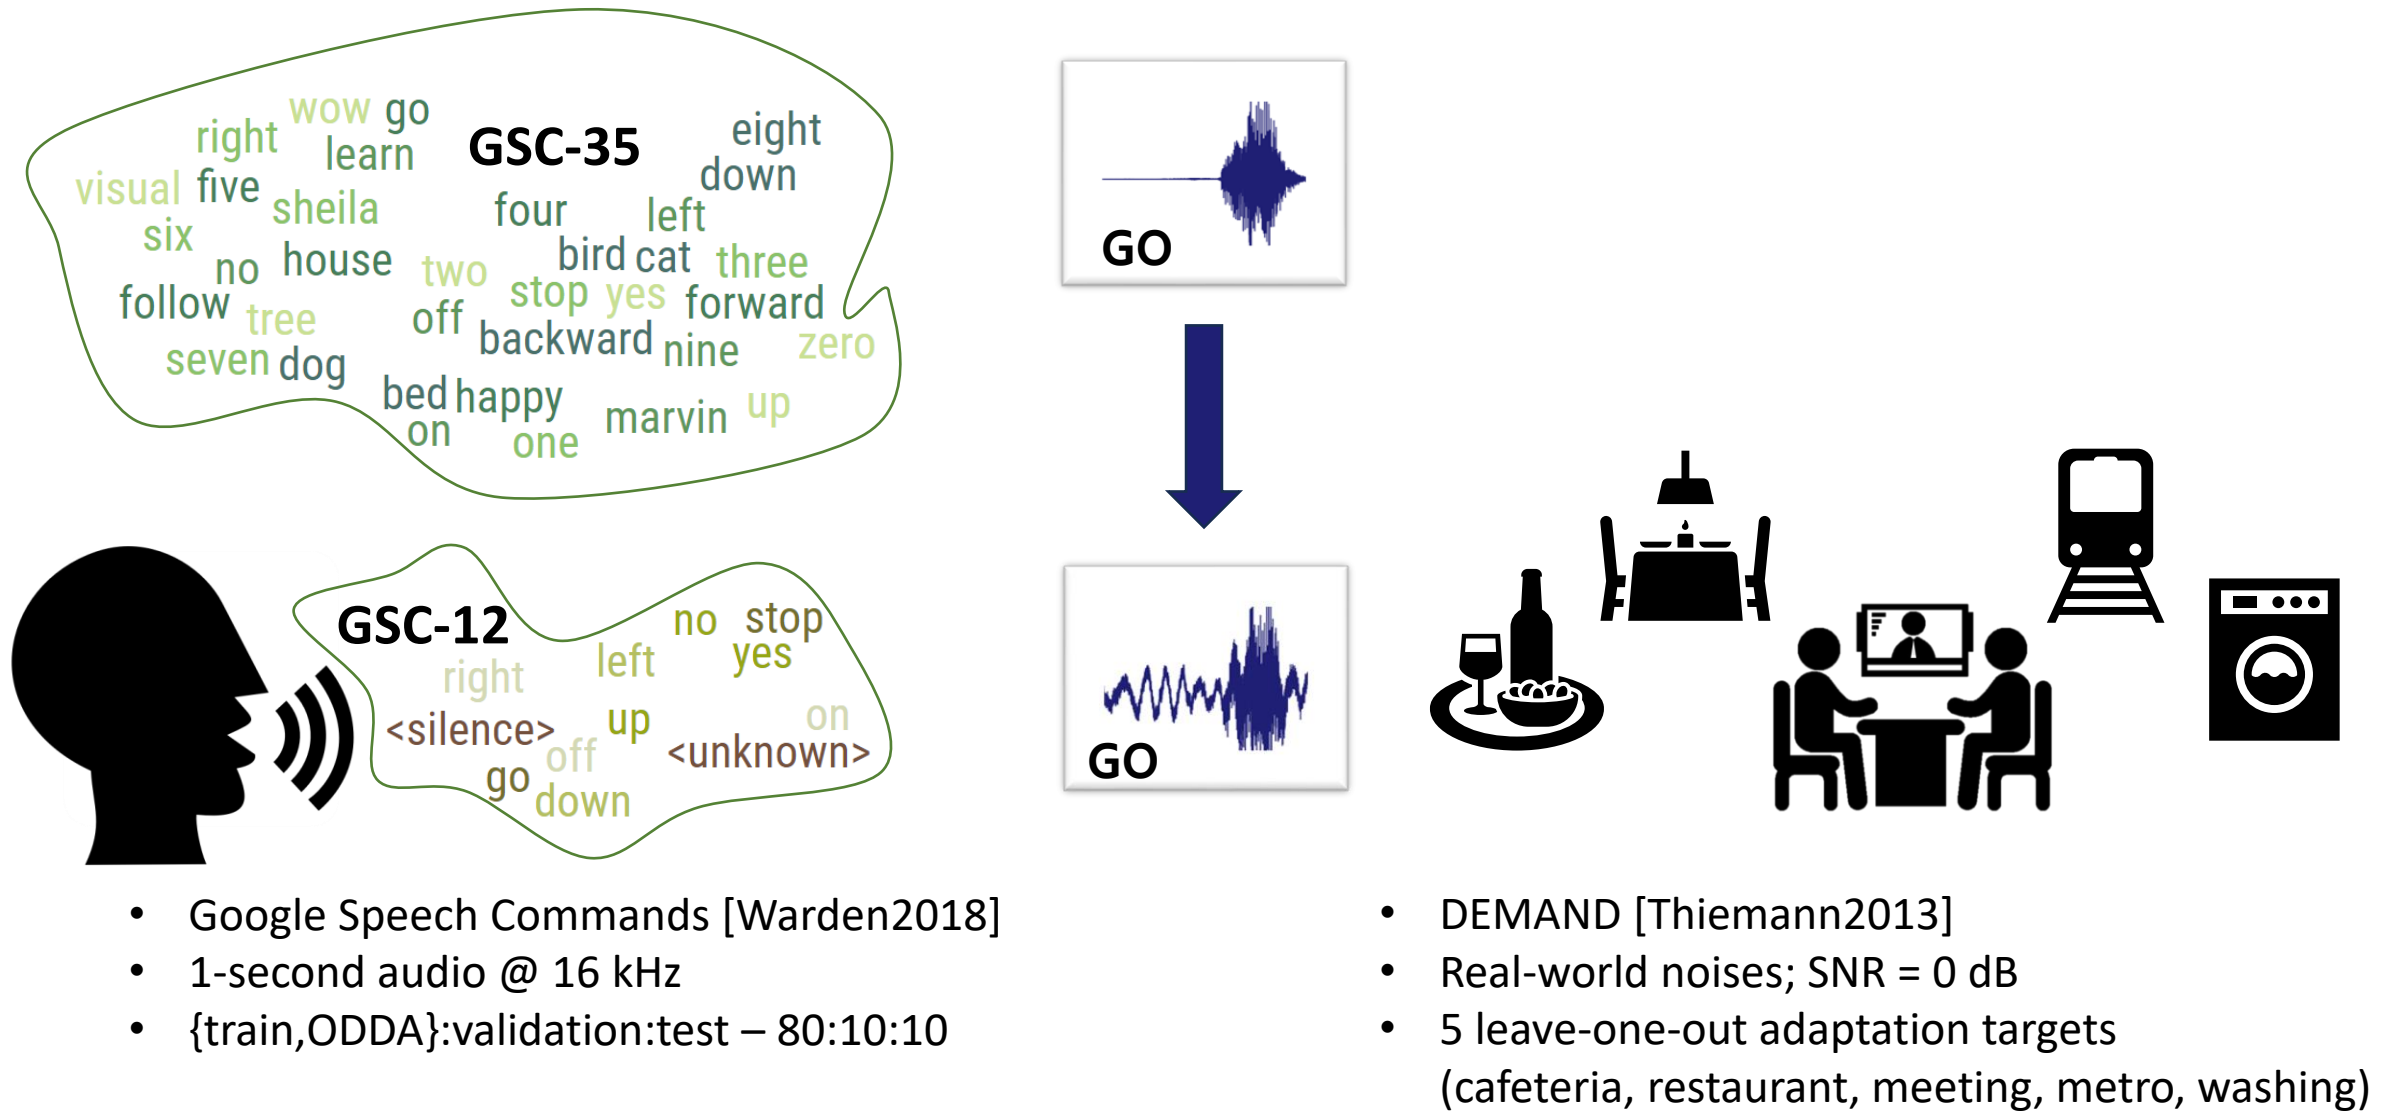 wow go
right
learn
GSC-35
eight
down
visual five
sheila
four
left
six
bird cat
three
no house
two
stop yes
forward
follow
tree
off
backward
nine
zero
seven dog
bed happy
marvin
up
on
one
GO
GSC-12
no stop
yes
left
right
<silence>
up
on
off
<unknown>
go
down
GO
• Google Speech Commands [Warden2018]
• 1-second audio @ 16 kHz
• {train,ODDA}:validation:test – 80:10:10
• DEMAND [Thiemann2013]
• Real-world noises; SNR = 0 dB
• 5 leave-one-out adaptation targets
(cafeteria, restaurant, meeting, metro, washing)